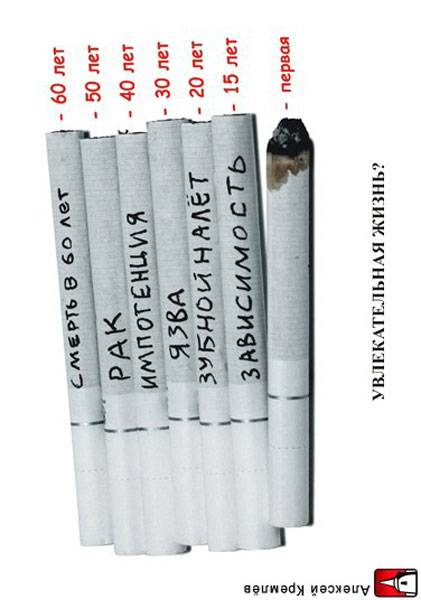 СМЕРТЬ В 60 ЛЕТ - 60 лет
РАК - 50 лет
ИМПОТЕНЦИЯ - 40 лет
ЯЗВА - 30 лет
ЗУБНОЙ НАЛЁТ - 20 лет
ЗАВИСИМОСТЬ - 15 лет
- первая
УВЛЕКАТЕЛЬНАЯ ЖИЗНЬ?
Алексей Кремлёв